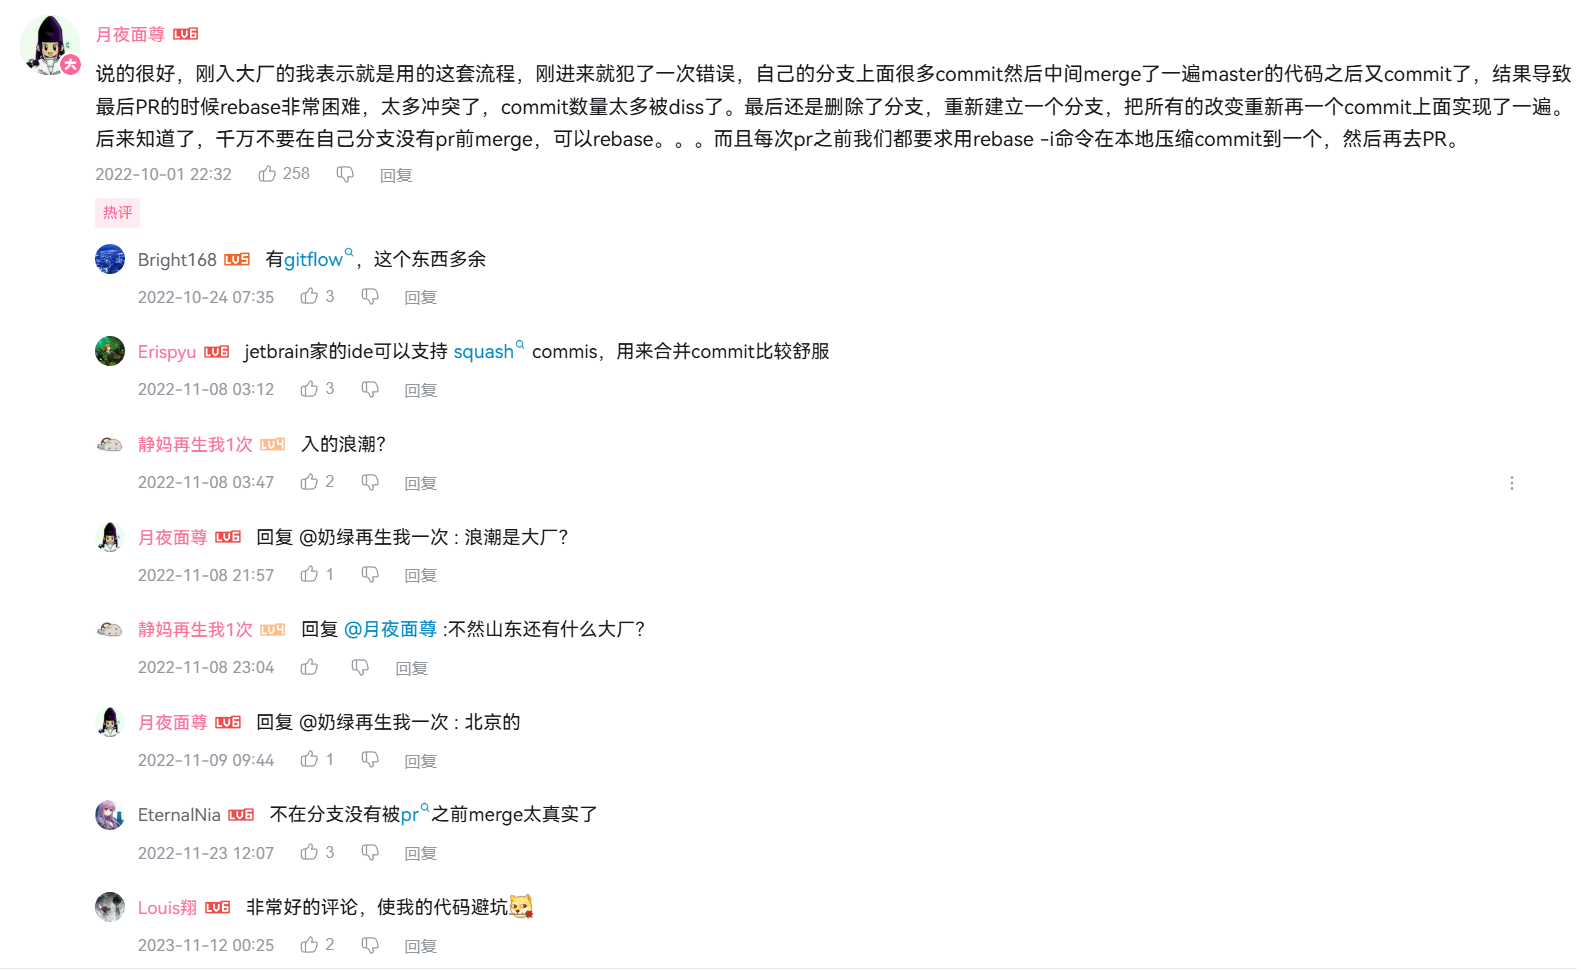 月夜面尊 LV6
说的很好，刚入大厂的我表示就是用的这套流程，刚进来就犯了一次错误，自己的分支上面很多commit然后中间merge了一遍master的代码之后又commit了，结果导致
最后PR的时候rebase非常困难，太多冲突了，commit数量太多被diss了。最后还是删除了分支，重新建立一个分支，把所有的改变重新再一个commit上面实现了一遍。
后来知道了，千万不要在自己分支没有pr前merge，可以rebase。。。而且每次pr之前我们都要求用rebase -i命令在本地压缩commit到一个，然后再去PR。
2022-10-01 22:32 258 回复
热评
Bright168 LV5 有gitflow，这个东西多余
2022-10-24 07:35 3 回复
Erispyu LV6 jetbrain家的ide可以支持 squash commis，用来合并commit比较舒服
2022-11-08 03:12 3 回复
静妈再生我1次 LV4 入的浪潮？
2022-11-08 03:47 2 回复
月夜面尊 LV6 回复 @奶绿再生我一次 : 浪潮是大厂？
2022-11-08 21:57 1 回复
静妈再生我1次 LV4 回复 @月夜面尊 :不然山东还有什么大厂？
2022-11-08 23:04 回复
月夜面尊 LV6 回复 @奶绿再生我一次 : 北京的
2022-11-09 09:44 1 回复
EternalNia LV6 不在分支没有被pr之前merge太真实了
2022-11-23 12:07 3 回复
Louis翔 LV6 非常好的评论，使我的代码避坑
2023-11-12 00:25 2 回复